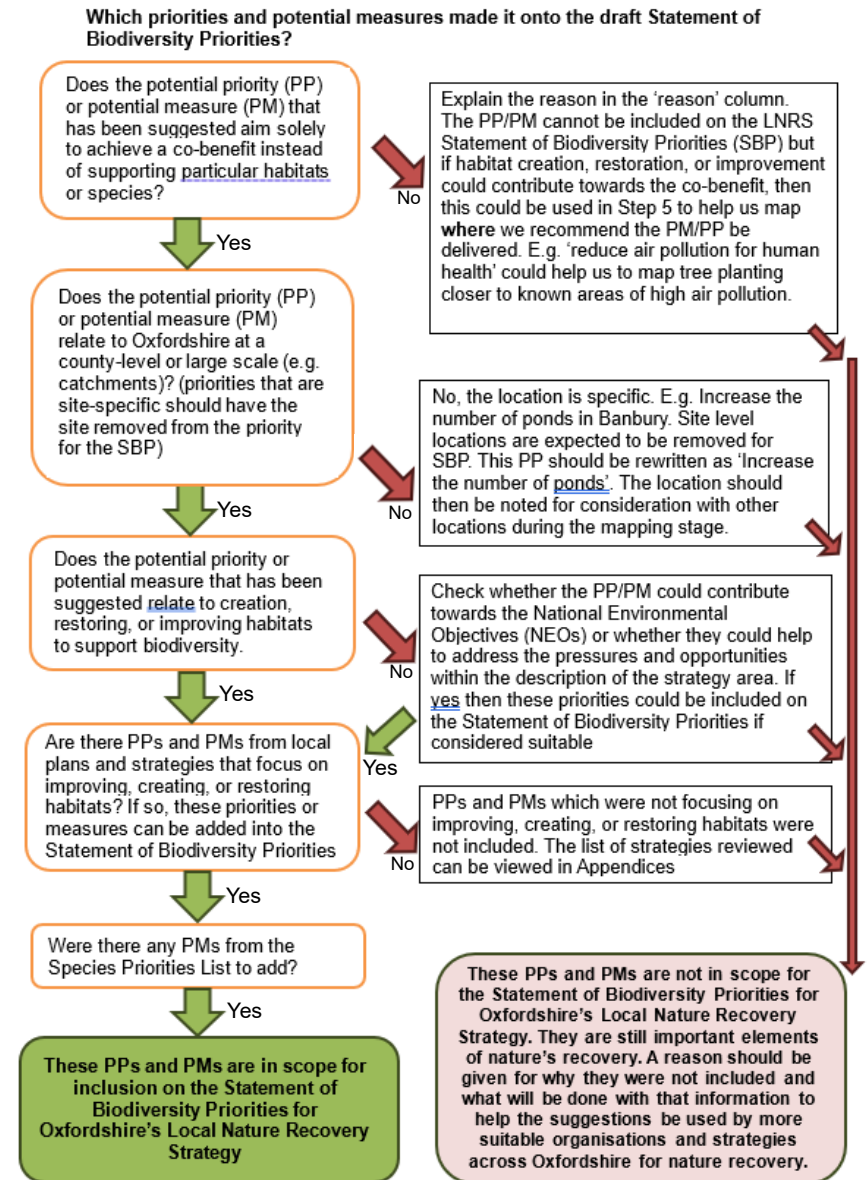 Which priorities and potential measures made it onto the draft Statement of
Biodiversity Priorities?
Does the potential priority (PP)
or potential measure (PM) that
has been suggested aim solely
to achieve a co-benefit instead
of supporting particular habitats
or species?
No
Explain the reason in the ‘reason’ column.
The PP/PM cannot be included on the LNRS
Statement of Biodiversity Priorities (SBP) but
if habitat creation, restoration, or improvement
could contribute towards the co-benefit, then
this could be used in Step 5 to help us map
where we recommend the PM/PP be
delivered. E.g. ‘reduce air pollution for human
health’ could help us to map tree planting
closer to known areas of high air pollution.
Yes
Does the potential priority (PP)
or potential measure (PM)
relate to Oxfordshire at a
county-level or large scale (e.g.
catchments)? (priorities that are
site-specific should have the
site removed from the priority
for the SBP)
No
No, the location is specific. E.g. Increase the
number of ponds in Banbury. Site level
locations are expected to be removed for
SBP. This PP should be rewritten as ‘Increase
the number of ponds’. The location should
then be noted for consideration with other
locations during the mapping stage.
Yes
Does the potential priority or
potential measure that has been
suggested relate to creation,
restoring, or improving habitats
to support biodiversity.
No
Check whether the PP/PM could contribute
towards the National Environmental
Objectives (NEOs) or whether they could help
to address the pressures and opportunities
within the description of the strategy area. If
yes then these priorities could be included on
the Statement of Biodiversity Priorities if
considered suitable
Yes
Yes
Are there PPs and PMs from local
plans and strategies that focus on
improving, creating, or restoring
habitats? If so, these priorities or
measures can be added into the
Statement of Biodiversity Priorities
No
PPs and PMs which were not focusing on
improving, creating, or restoring habitats were
not included. The list of strategies reviewed
can be viewed in Appendices
Yes
Were there any PMs from the
Species Priorities List to add?
Yes
These PPs and PMs are in scope for
inclusion on the Statement of
Biodiversity Priorities for
Oxfordshire’s Local Nature Recovery
Strategy
These PPs and PMs are not in scope for
the Statement of Biodiversity Priorities for
Oxfordshire’s Local Nature Recovery
Strategy. They are still important elements
of nature’s recovery. A reason should be
given for why they were not included and
what will be done with that information to
help the suggestions be used by more
suitable organisations and strategies
across Oxfordshire for nature recovery.